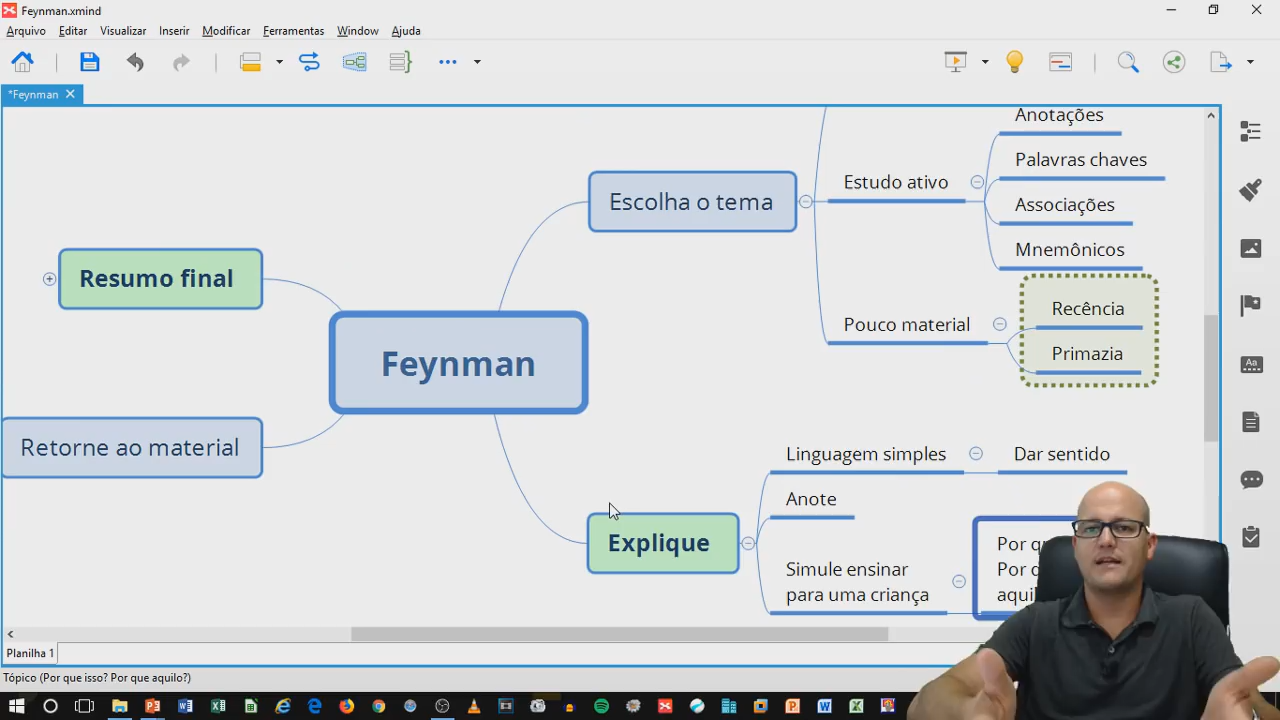 Feynman.xmind
Arquivo Editar Visualizar Inserir Modificar Ferramentas Window Ajuda
*Feynman
Anotações
Palavras chaves
Estudo ativo
Associações
Mnemônicos
Escolha o tema
Pouco material
Recência
Primazia
Resumo final
Feynman
Retorne ao material
Linguagem simples
Dar sentido
Anote
Explique
Simule ensinar
para uma criança
Por
Por
Planilha 1
Tópico (Por que isso? Por que aquilo?)